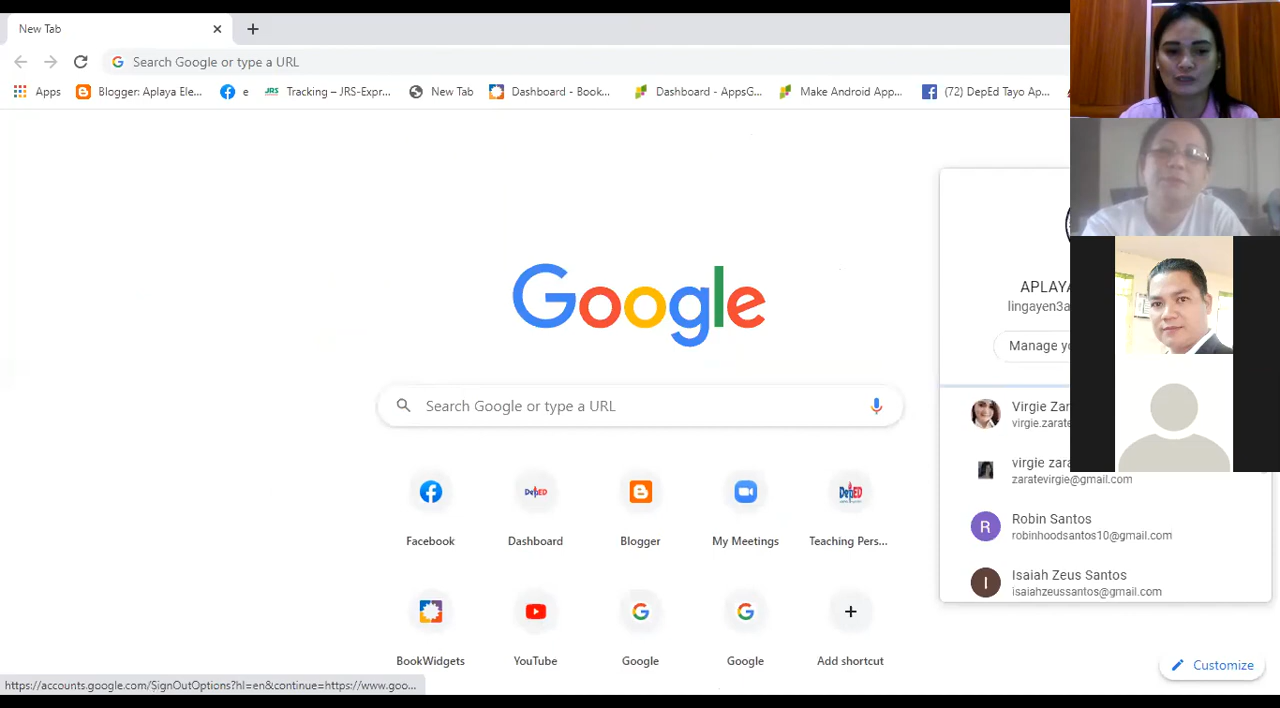 New Tab
Search Google or type a URL
Apps Blogger: Aplaya Ele... e JRS Tracking – JRS-Expr... New Tab Dashboard - Book... Dashboard - AppsG... Make Android App... (72) DepEd Tayo Ap...
Google
APLAYA
lingayen3a
Manage yo
Search Google or type a URL
Virgie Zar
virgie.zarate
virgie zara
zaratevirgie@gmail.com
R Robin Santos
robinhoodsantos10@gmail.com
I Isaiah Zeus Santos
isaiahzeussantos@gmail.com
DepED DepED
Facebook Dashboard Blogger My Meetings Teaching Pers...
BookWidgets YouTube Google Google Add shortcut
Customize
https://accounts.google.com/SignOutOptions?hl=en&continue=https://www.goo...